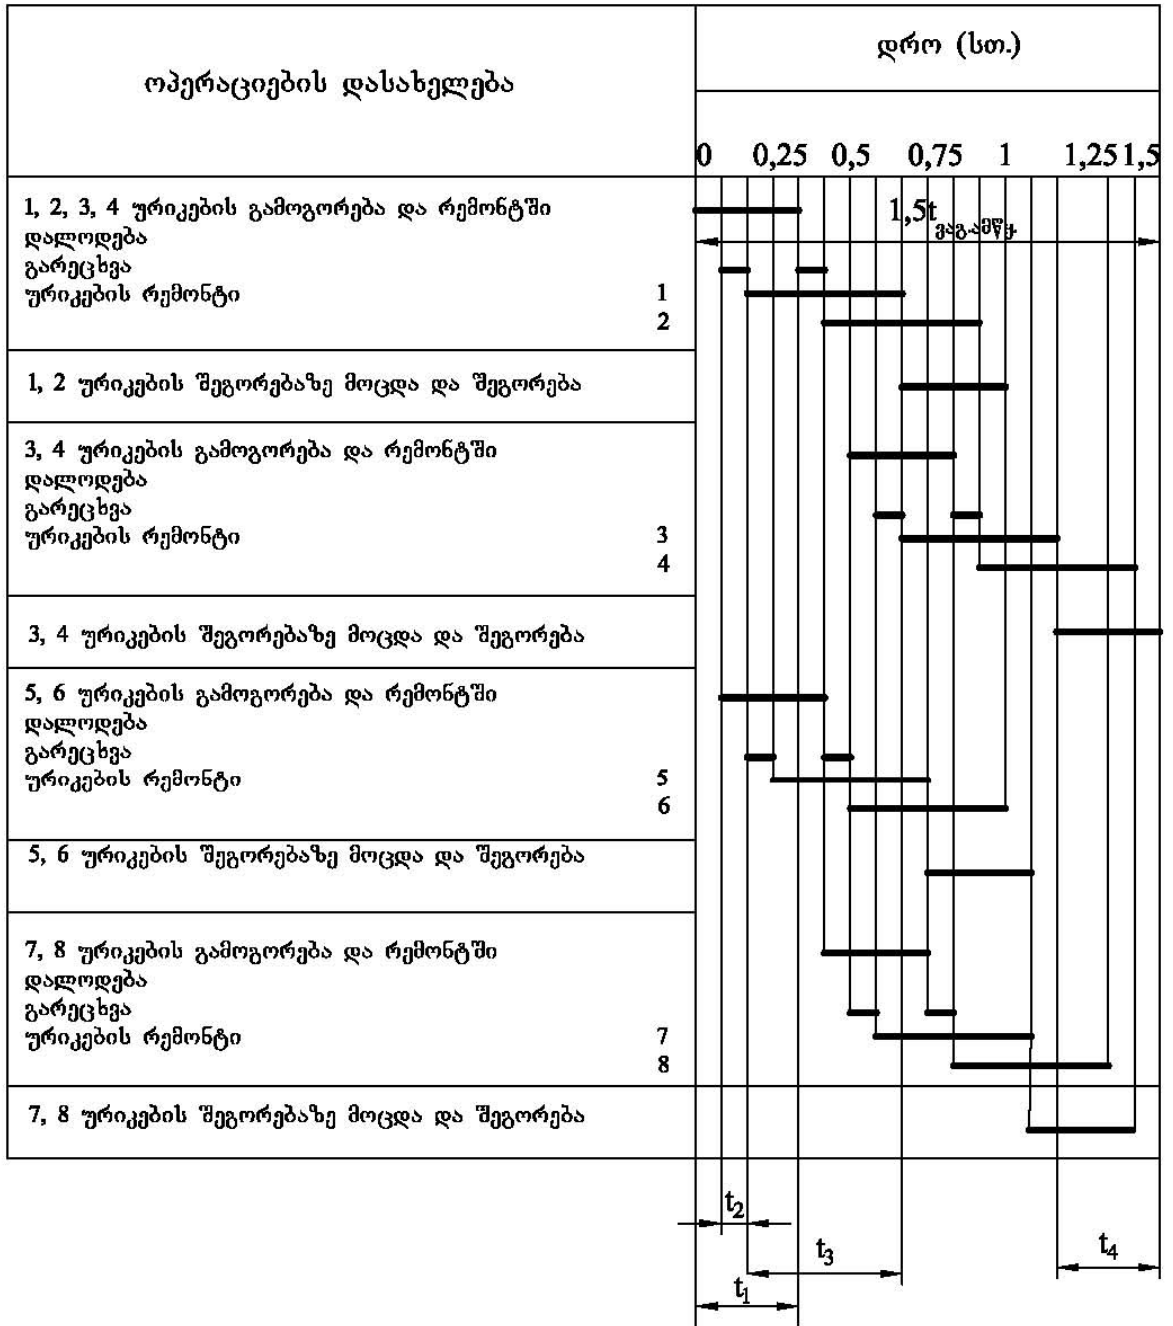 ოპერაციების დასახელება
დრო (სთ.)
0 0,25 0,5 0,75 1 1,25 1,5
1, 2, 3, 4 ურიკების გამოგორება და რემონტში
დალოდება
გარეცხვა
ურიკების რემონტი 1
2
1,5t ვაგ.ამწე.
1, 2 ურიკების შეგორებაზე მოცდა და შეგორება
3, 4 ურიკების გამოგორება და რემონტში
დალოდება
გარეცხვა
ურიკების რემონტი 3
4
3, 4 ურიკების შეგორებაზე მოცდა და შეგორება
5, 6 ურიკების გამოგორება და რემონტში
დალოდება
გარეცხვა
ურიკების რემონტი 5
6
5, 6 ურიკების შეგორებაზე მოცდა და შეგორება
7, 8 ურიკების გამოგორება და რემონტში
დალოდება
გარეცხვა
ურიკების რემონტი 7
8
7, 8 ურიკების შეგორებაზე მოცდა და შეგორება
t2
t3
t4
t1